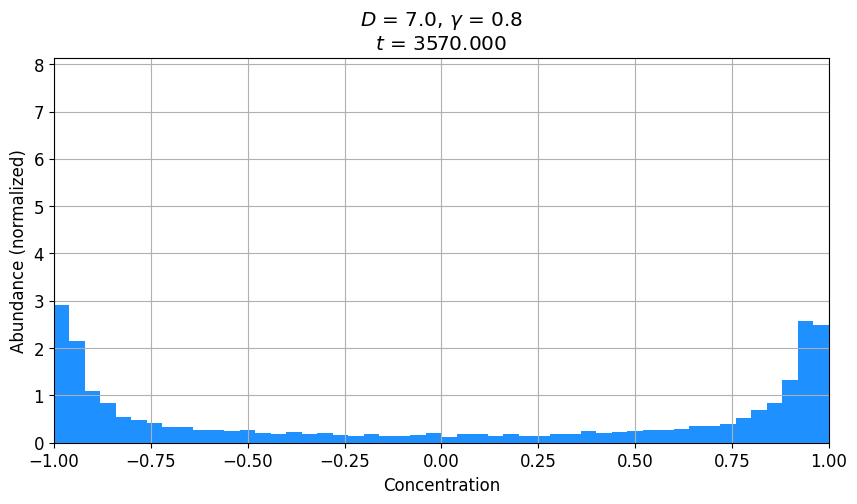 D = 7.0, γ = 0.8
t = 3570.000
Abundance (normalized)
8
7
6
5
4
3
2
1
0
−1.00 −0.75 −0.50 −0.25 0.00 0.25 0.50 0.75 1.00
Concentration